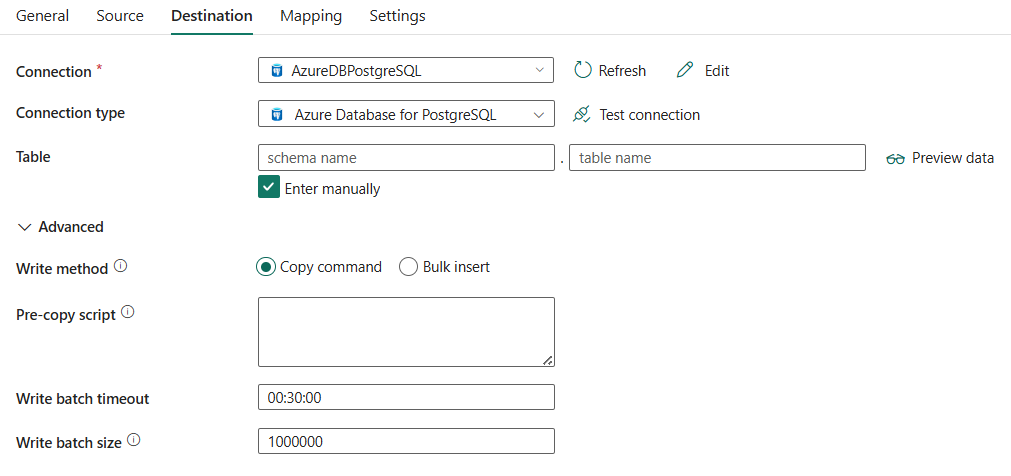 General Source Destination Mapping Settings
Connection * AzureDBPostgreSQL Refresh Edit
Connection type Azure Database for PostgreSQL Test connection
Table schema name . table name Preview data
Enter manually
Advanced
Write method Copy command Bulk insert
Pre-copy script
Write batch timeout 00:30:00
Write batch size 1000000